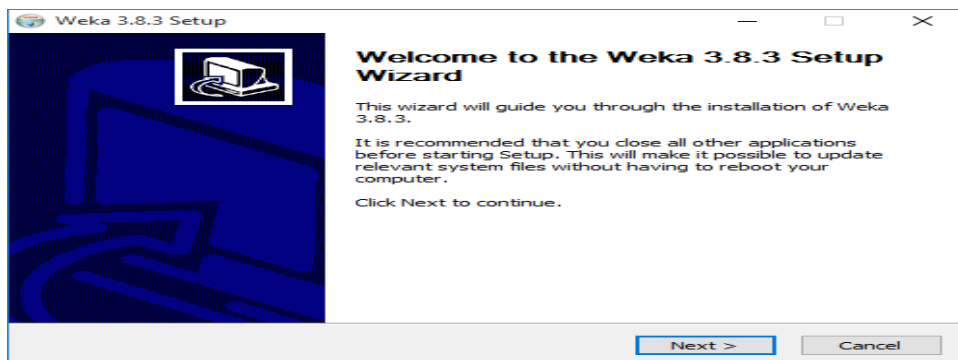 Weka 3.8.3 Setup
Welcome to the Weka 3.8.3 Setup
Wizard
This wizard will guide you through the installation of Weka
3.8.3.
It is recommended that you close all other applications
before starting Setup. This will make it possible to update
relevant system files without having to reboot your
computer.
Click Next to continue.
Next >
Cancel